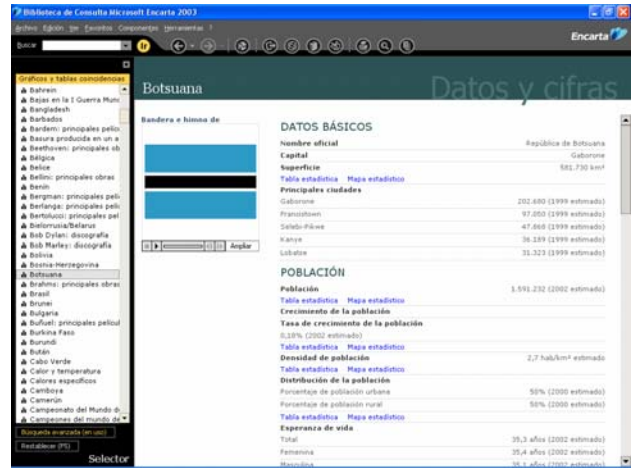 Biblioteca de Consulta Microsoft Encarta 2003
Archivo Edición Ver Favoritos Componentes Herramientas ?
Buscar
Ir
Encarta
Gráficos y tablas coincidencias
Bahrein
Bajas en la I Guerra Mun
Bangladesh
Barbados
Bardem: principales pelíc
Basura producida en un a
Beethoven: principales ob
Bélgica
Belice
Bellini: principales obras
Benín
Bergman: principales pelí
Berlanga: principales pelí
Bertolucci: principales pel
Bielorrusia/Belarus
Bob Dylan: discografía
Bob Marley: discografía
Bolivia
Bosnia-Herzegovina
Botsuana
Brahms: principales obras
Brasil
Brunei
Bulgaria
Buñuel: principales películ
Burkina Faso
Burundi
Bután
Cabo Verde
Calor y temperatura
Calores específicos
Camboya
Camerún
Campeonato del Mundo d
Campeones del mundo de
Búsqueda avanzada (en uso)
Restablecer (F5)
Selector
Botsuana
Datos y cifras
Bandera e himno de
Ampliar
DATOS BÁSICOS
Nombre oficial República de Botsuana
Capital Gaborone
Superficie 581.730 km²
Tabla estadística Mapa estadístico
Principales ciudades
Gaborone 202.680 (1999 estimado)
Francistown 97.050 (1999 estimado)
Selebi-Pikwe 47.860 (1999 estimado)
Kanye 36.189 (1999 estimado)
Lobatse 31.323 (1999 estimado)
POBLACIÓN
Población 1.591.232 (2002 estimado)
Tabla estadística Mapa estadístico
Crecimiento de la población
Tasa de crecimiento de la población
0,18% (2002 estimado)
Tabla estadística Mapa estadístico
Densidad de población 2,7 hab/km² estimado
Distribución de la población
Porcentaje de población urbana 50% (2000 estimado)
Porcentaje de población rural 50% (2000 estimado)
Tabla estadística Mapa estadístico
Esperanza de vida
Total 35,3 años (2002 estimado)
Femenina 35,4 años (2002 estimado)
Masculina 35,1 años (2002 estimado)